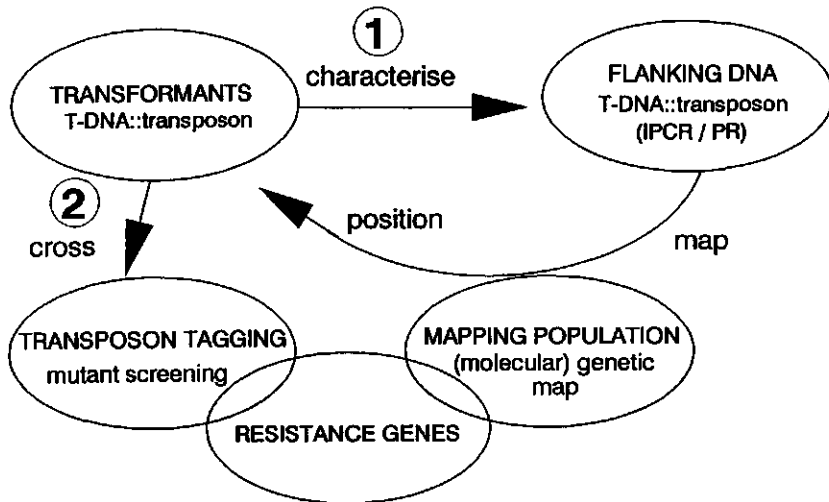 1
characterise
TRANSFORMANTS
T-DNA::transposon
FLANKING DNA
T-DNA::transposon
(IPCR / PR)
2
cross
position
map
TRANSPOSON TAGGING
mutant screening
MAPPING POPULATION
(molecular) genetic
map
RESISTANCE GENES